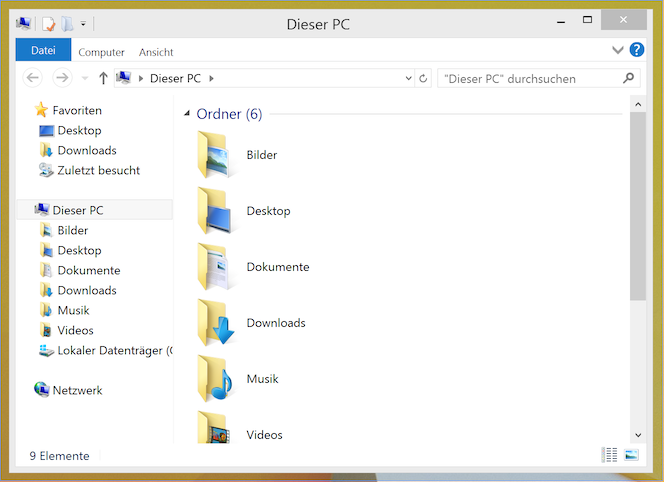 Dieser PC
Datei Computer Ansicht
Dieser PC "Dieser PC" durchsuchen
Favoriten
Desktop
Downloads
Zuletzt besucht
Dieser PC
Bilder
Desktop
Dokumente
Downloads
Musik
Videos
Lokaler Datenträger (C
Netzwerk
Ordner (6)
Bilder
Desktop
Dokumente
Downloads
Musik
Videos
9 Elemente